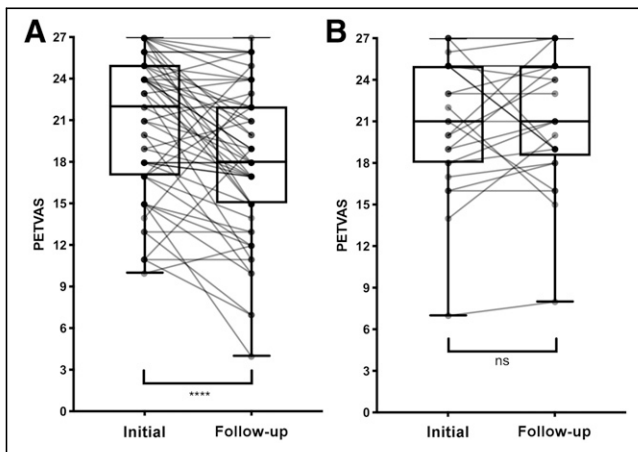 A
PETVAS
27
24
21
18
15
12
9
6
3
0
****
Initial
Follow-up
B
PETVAS
27
24
21
18
15
12
9
6
3
0
ns
Initial
Follow-up